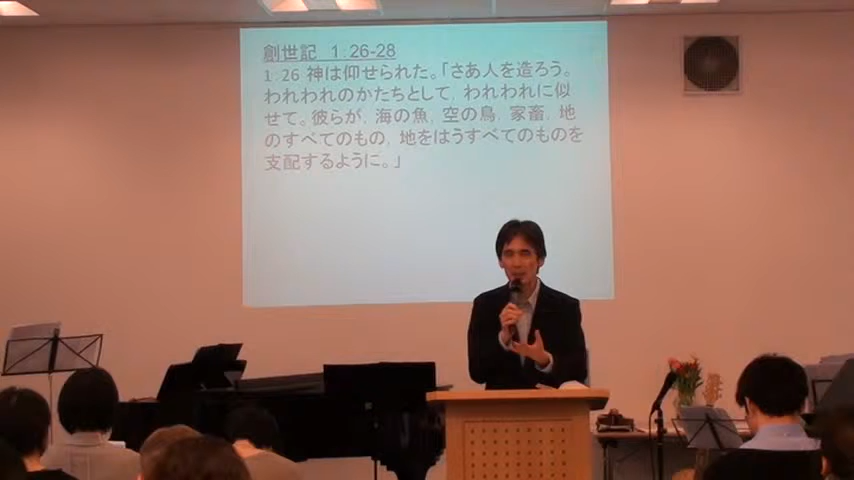 創世記　1:26-28
1:26 神は仰せられた。「さあ人を造ろう。
われわれのかたちとして、われわれに似
せて。彼らが、海の魚、空の鳥、家畜、地
のすべてのもの、地をはうすべてのものを
支配するように。」